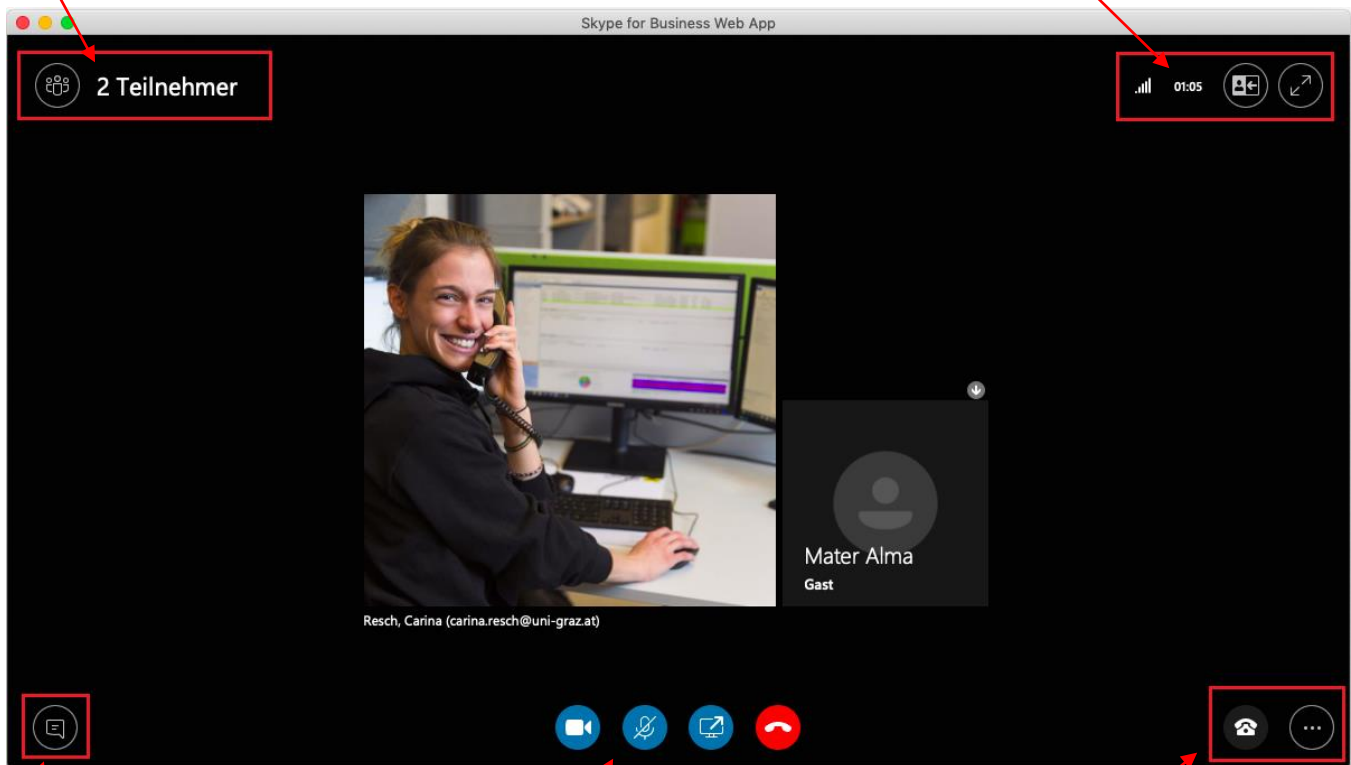 Skype for Business Web App
2 Teilnehmer
01:05
Mater Alma
Gast
Resch, Carina (carina.resch@uni-graz.at)